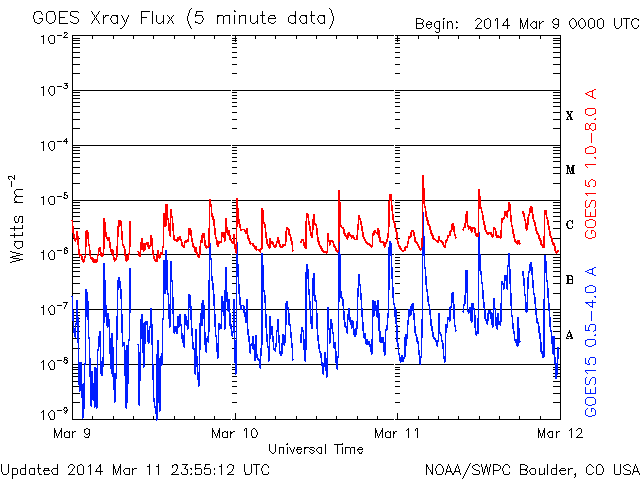 GOES Xray Flux (5 minute data)
Begin: 2014 Mar 9 0000 UTC
10⁻²
10⁻³
10⁻⁴
10⁻⁵
10⁻⁶
10⁻⁷
10⁻⁸
10⁻⁹
Watts m⁻²
X
M
C
B
A
GOES15 1.0-8.0 A
GOES15 0.5-4.0 A
Mar 9
Mar 10
Mar 11
Mar 12
Universal Time
Updated 2014 Mar 11 23:55:12 UTC
NOAA/SWPC Boulder, CO USA